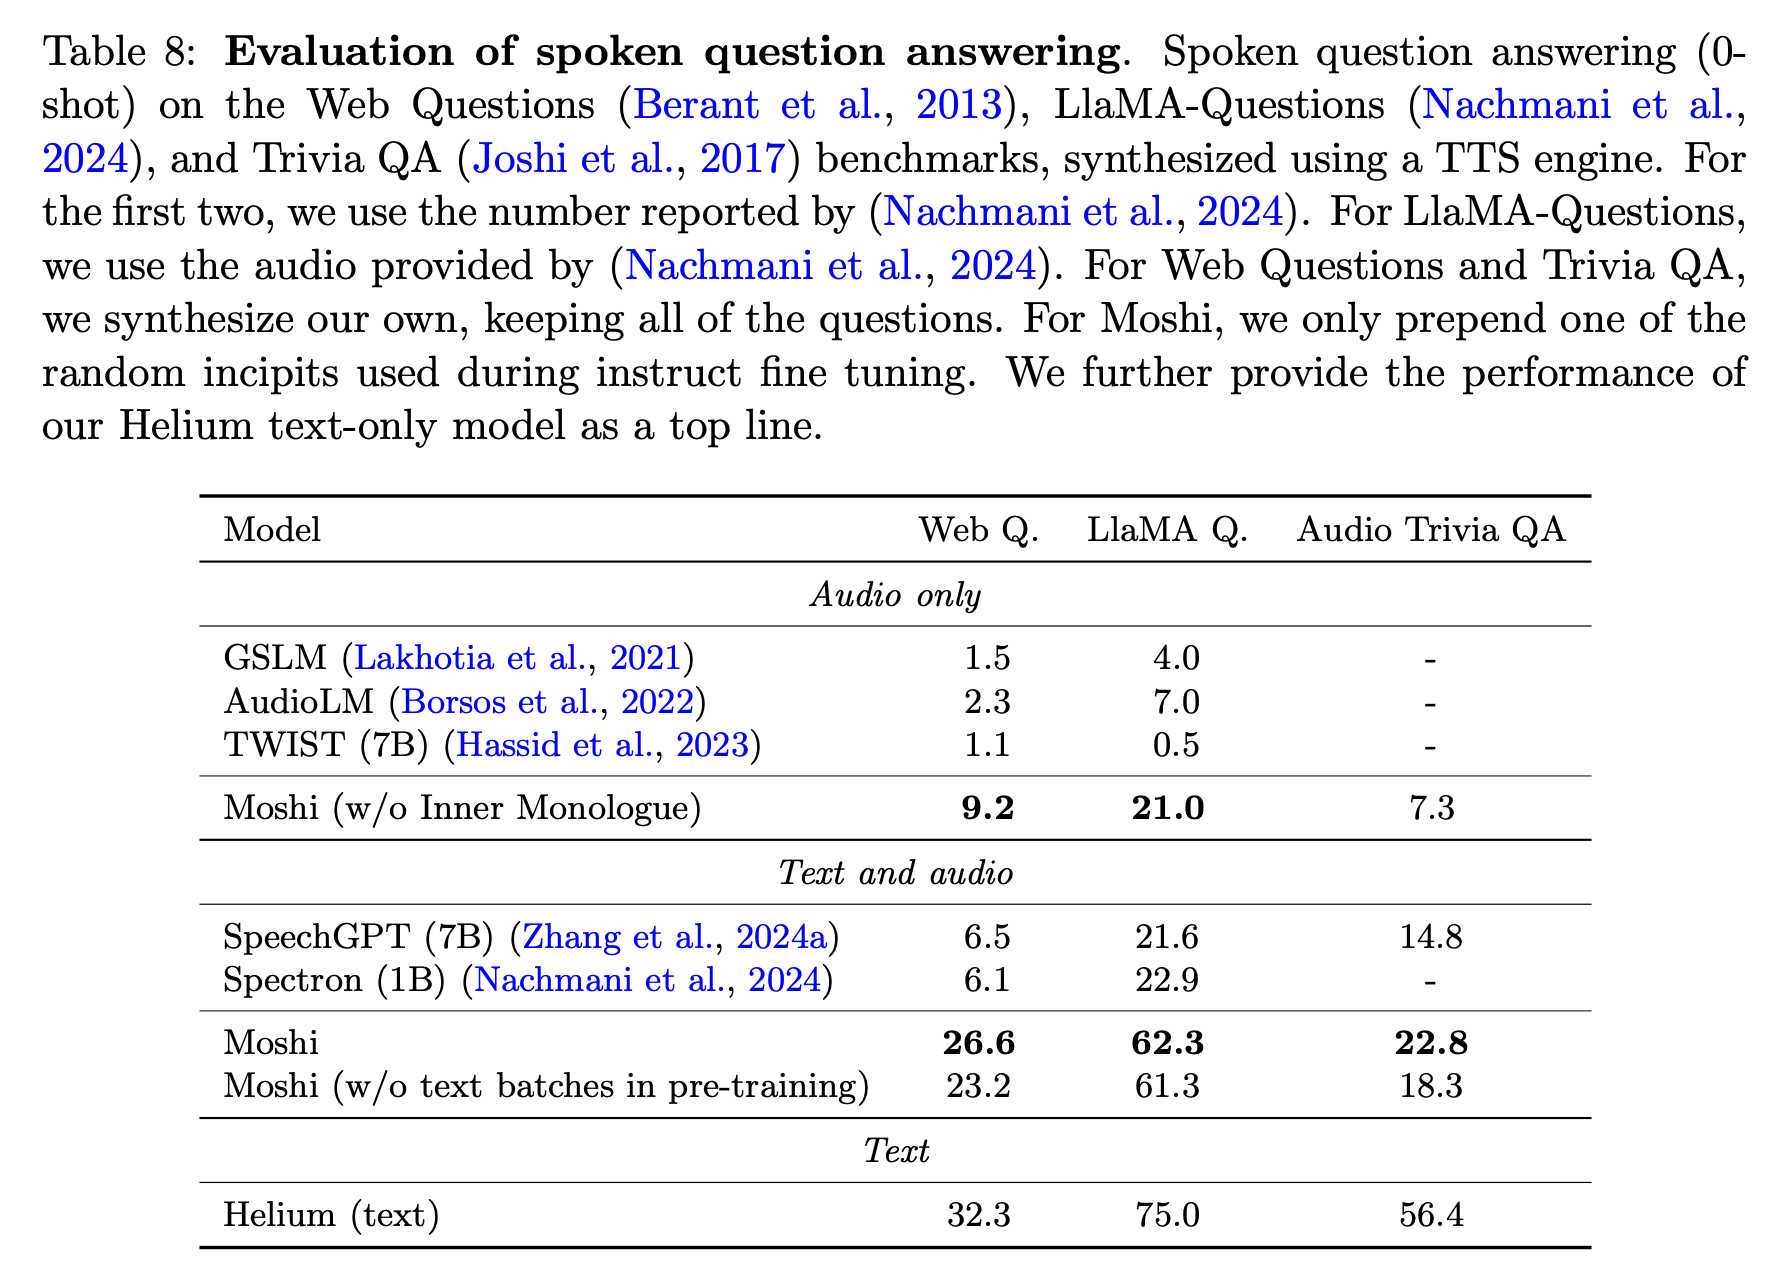 Table 8: Evaluation of spoken question answering. Spoken question answering (0-
shot) on the Web Questions (Berant et al., 2013), LlaMA-Questions (Nachmani et al.,
2024), and Trivia QA (Joshi et al., 2017) benchmarks, synthesized using a TTS engine. For
the first two, we use the number reported by (Nachmani et al., 2024). For LlaMA-Questions,
we use the audio provided by (Nachmani et al., 2024). For Web Questions and Trivia QA,
we synthesize our own, keeping all of the questions. For Moshi, we only prepend one of the
random incipits used during instruct fine tuning. We further provide the performance of
our Helium text-only model as a top line.
Model Web Q. LlaMA Q. Audio Trivia QA
Audio only
GSLM (Lakhotia et al., 2021) 1.5 4.0 -
AudioLM (Borsos et al., 2022) 2.3 7.0 -
TWIST (7B) (Hassid et al., 2023) 1.1 0.5 -
Moshi (w/o Inner Monologue) 9.2 21.0 7.3
Text and audio
SpeechGPT (7B) (Zhang et al., 2024a) 6.5 21.6 14.8
Spectron (1B) (Nachmani et al., 2024) 6.1 22.9 -
Moshi 26.6 62.3 22.8
Moshi (w/o text batches in pre-training) 23.2 61.3 18.3
Text
Helium (text) 32.3 75.0 56.4